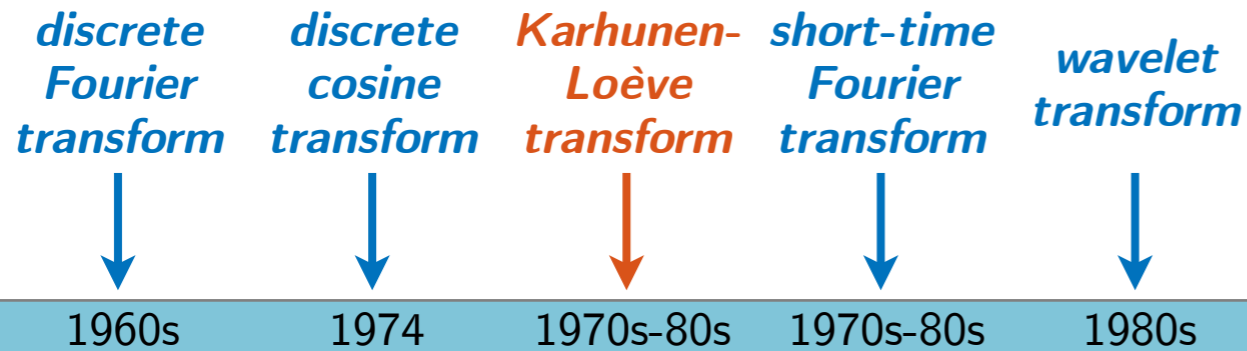 discrete
Fourier
transform
discrete
cosine
transform
Karhunen-
Loève
transform
short-time
Fourier
transform
wavelet
transform
1960s
1974
1970s-80s
1970s-80s
1980s